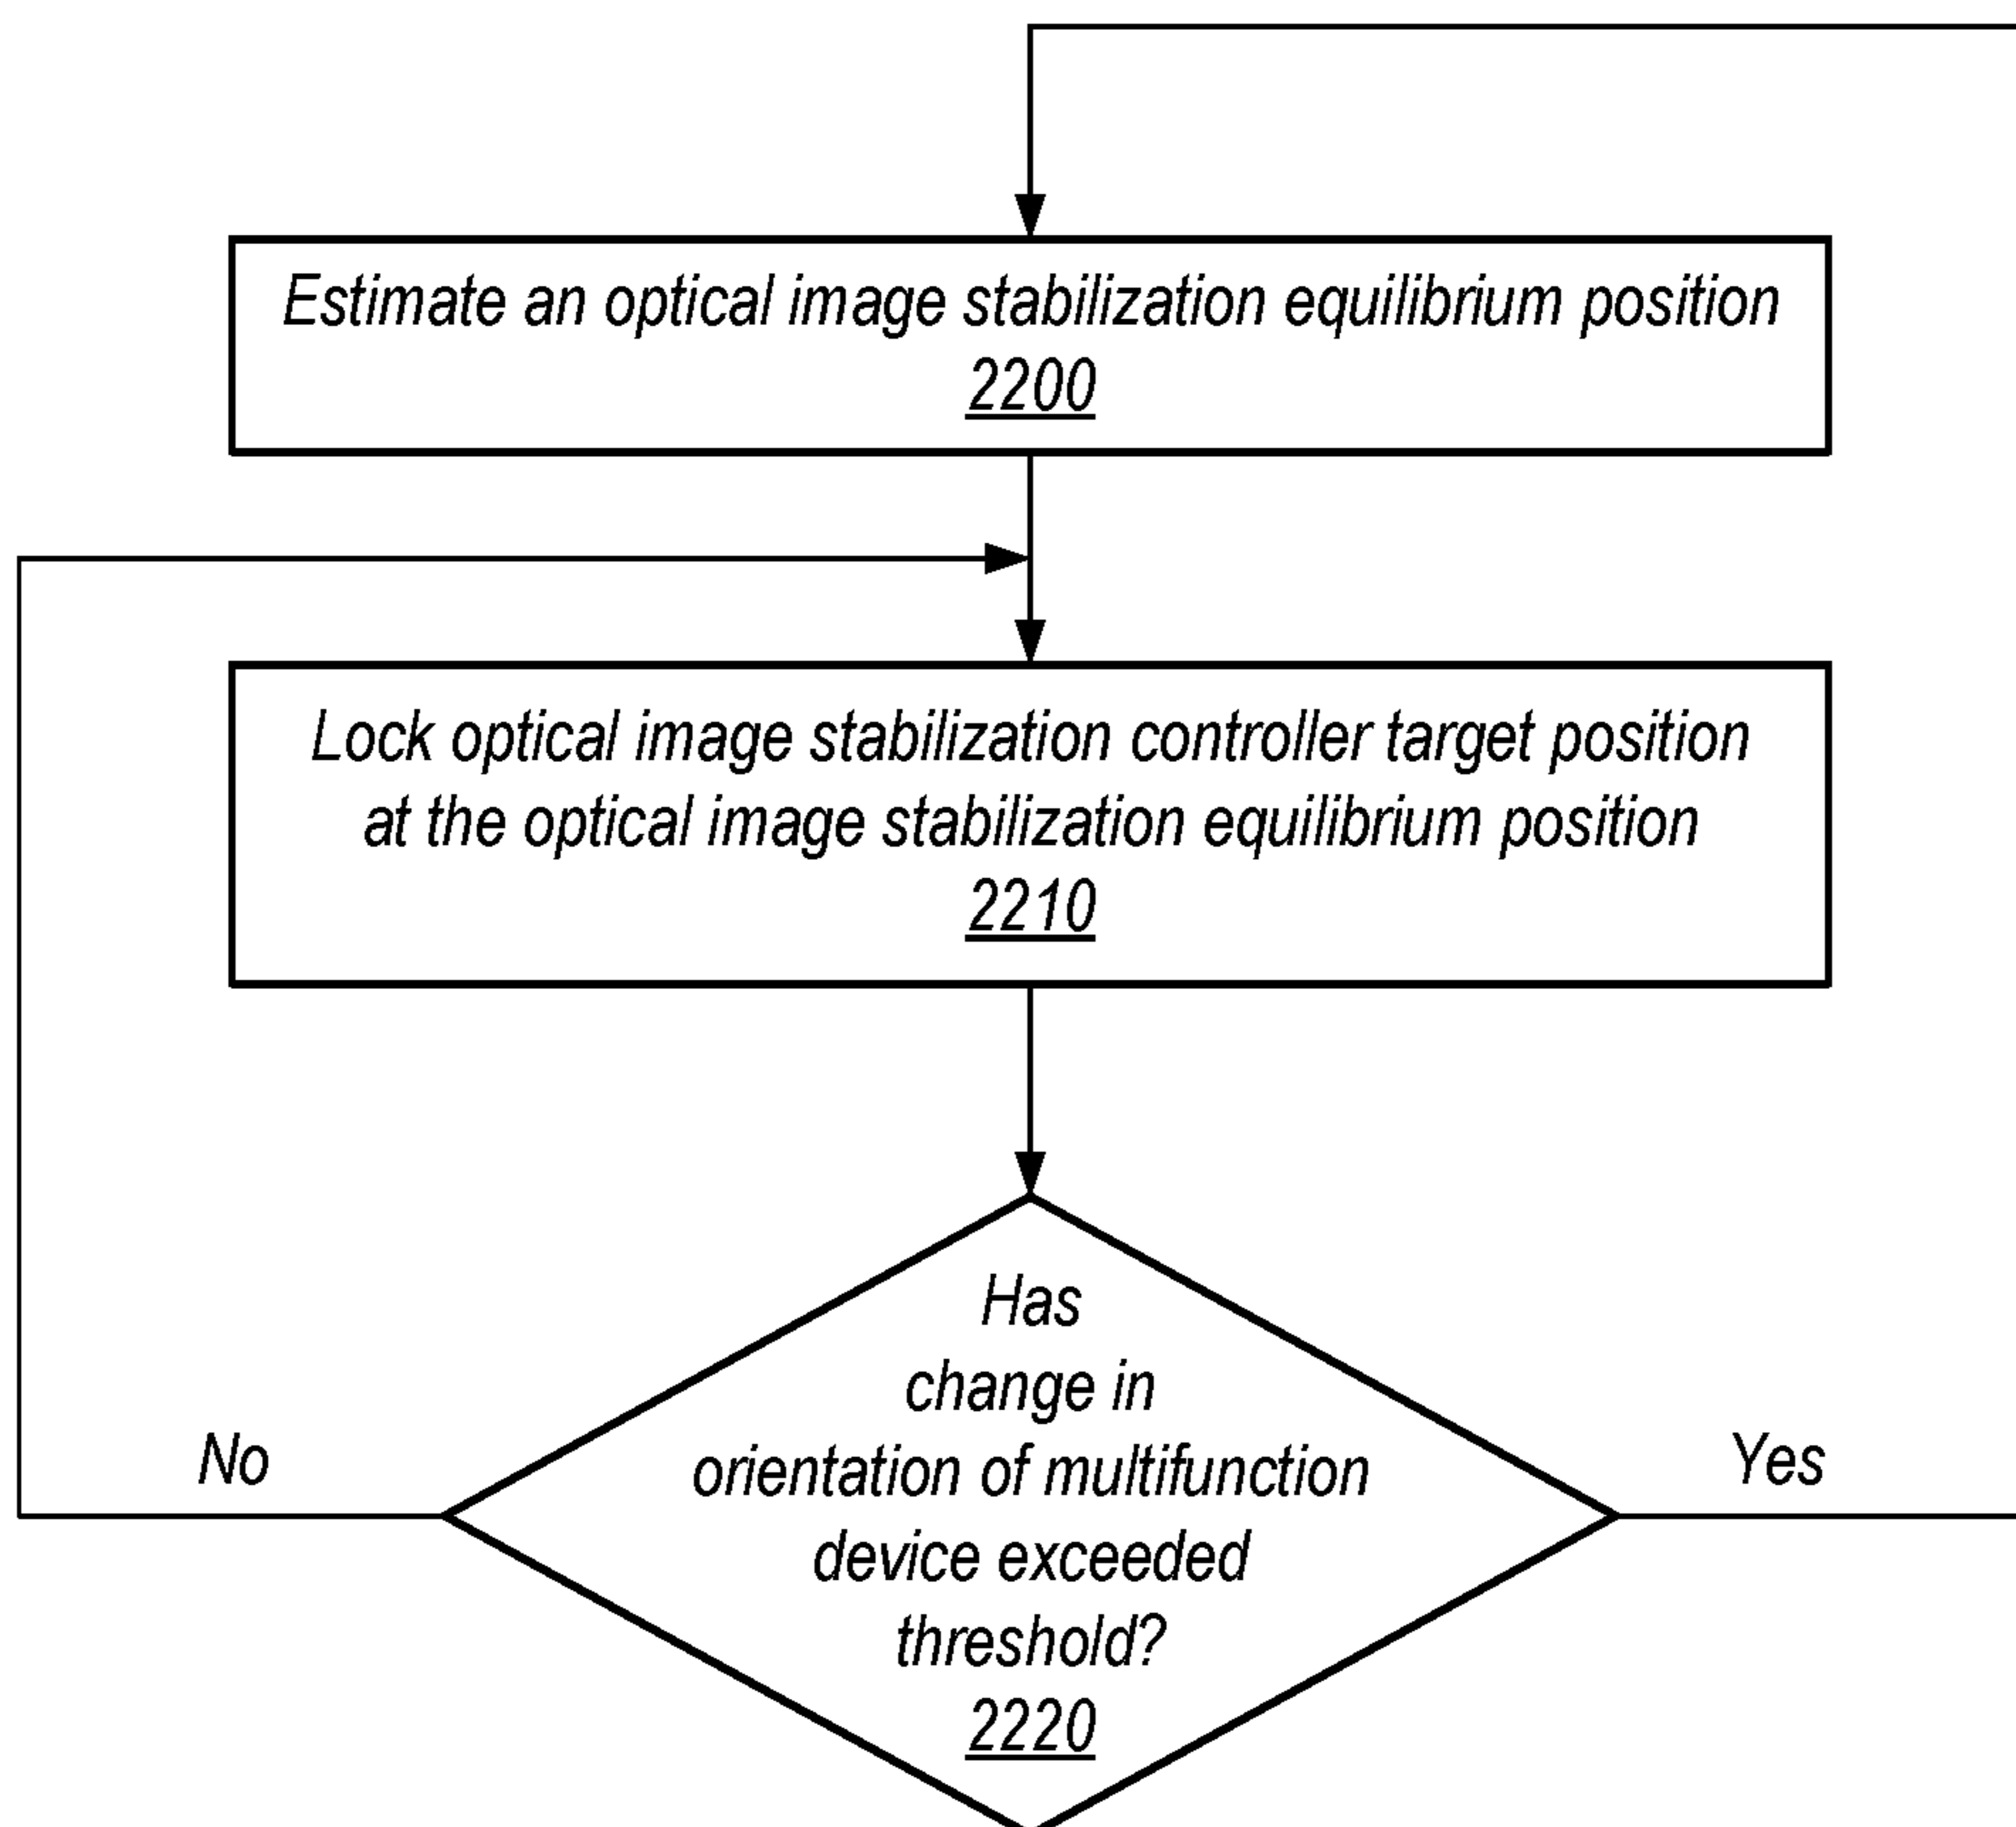 Estimate an optical image stabilization equilibrium position
2200
Lock optical image stabilization controller target position
at the optical image stabilization equilibrium position
2210
Has
change in
orientation of multifunction
device exceeded
threshold?
2220
No
Yes